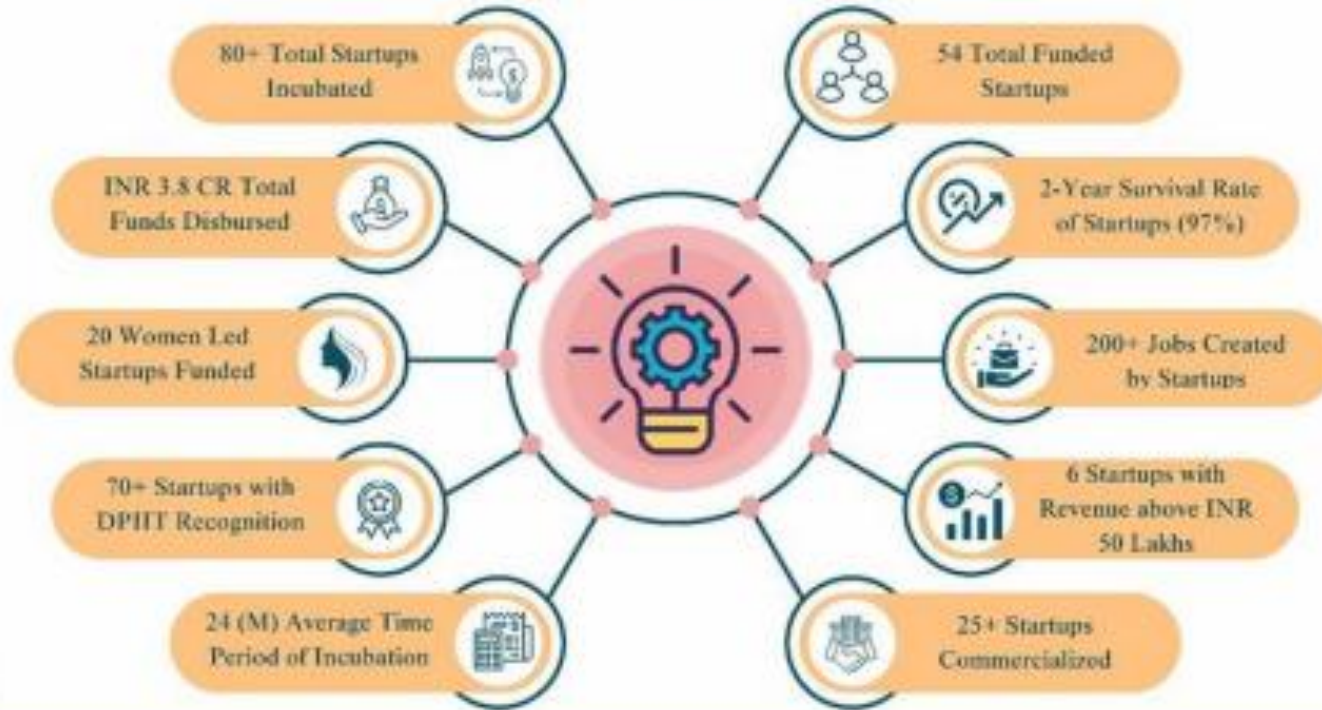 80+ Total Startups
Incubated
INR 3.8 CR Total
Funds Disbursed
20 Women Led
Startups Funded
70+ Startups with
DPIIT Recognition
24 (M) Average Time
Period of Incubation
54 Total Funded
Startups
2-Year Survival Rate
of Startups (97%)
200+ Jobs Created
by Startups
6 Startups with
Revenue above INR
50 Lakhs
25+ Startups
Commercialized